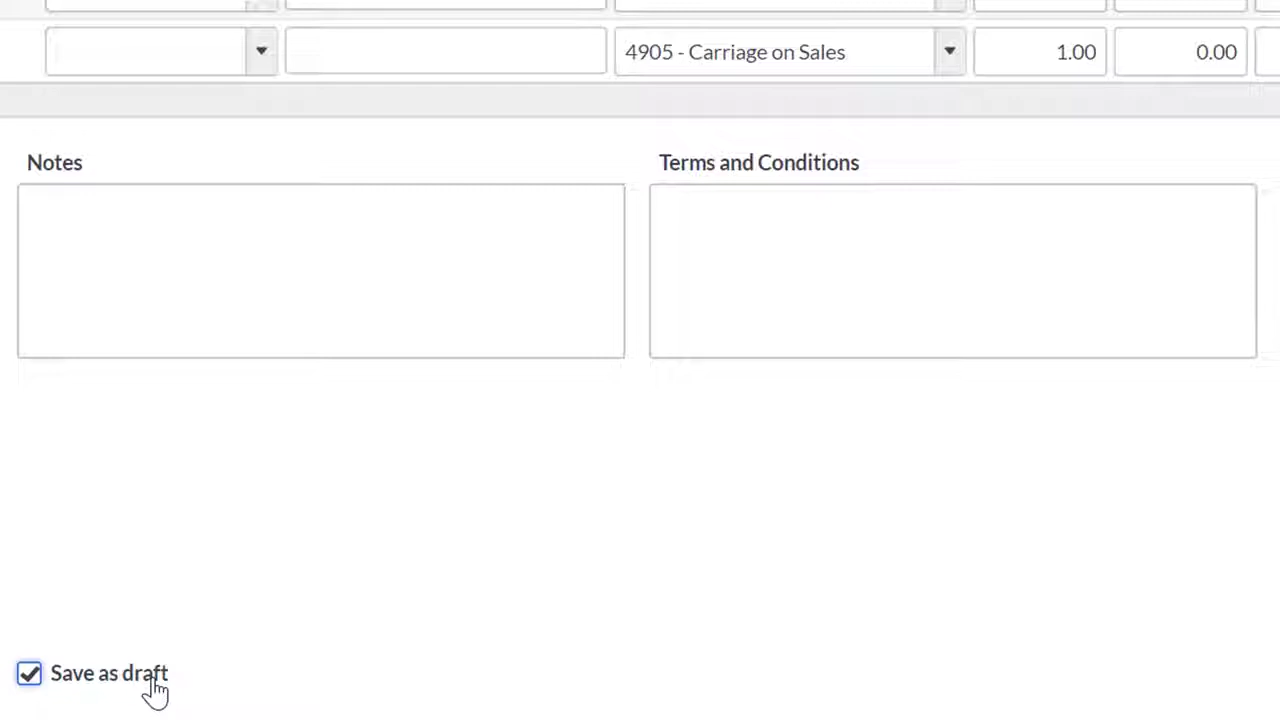 4905 - Carriage on Sales 1.00 0.00
Notes Terms and Conditions
Save as draft